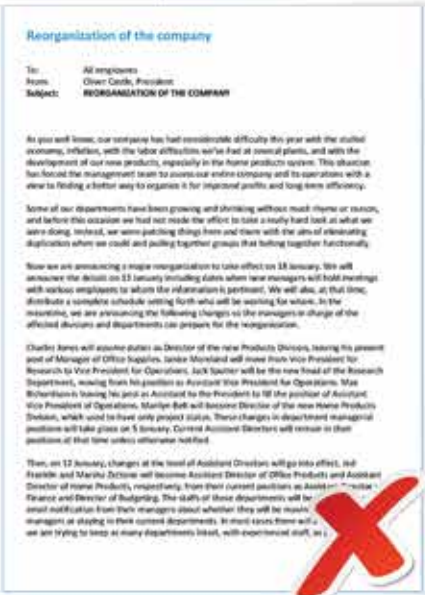 Reorganization of the company
To: All employees
From: Oliver Castle, President
Subject: REORGANIZATION OF THE COMPANY
As you well know, our company has had considerable difficulty this year with the stalled
economy, inflation, with the labor difficulties we've had at several plants, and with the
development of our new products, especially in the home products system. This situation
has forced the management team to assess our entire company and its operations with a
view to finding a better way to organize it for improved profits and long-term efficiency.
Some of our departments have been growing and shrinking without much rhyme or reason,
and before this occasion we had not made the effort to take a really hard look at what we
were doing. Instead, we were patching things here and there with the aim of eliminating
duplication when we could and pulling together groups that belong together functionally.
Now we are announcing a major reorganization to take effect on 18 January. We will
announce the details on 15 January including dates when new managers will hold meetings
with various employees to whom the information is pertinent. We will also, at that time,
distribute a complete schedule setting forth who will be working for whom. In the
meantime, we are announcing the following changes so the managers in charge of the
affected divisions and departments can prepare for the reorganization.
Charles Jones will assume duties as Director of the new Products Division, leaving his present
post of Manager of Office Supplies. Janice Moreland will move from Vice President for
Research to Vice President for Operations. Jack Sputter will be the new head of the Research
Department, moving from his position as Assistant Vice President for Operations. Max
Richardson is leaving his post as Assistant to the President to fill the position of Assistant
Vice President of Operations. Marilyn Bell will become Director of the new Home Products
Division, which used to have only project status. These changes in department managerial
positions will take place on 5 January. Current Assistant Directors will remain in their
positions at that time unless otherwise notified.
Then, on 12 January, changes at the level of Assistant Directors will go into effect. Jed
Franklin and Marsha will become Assistant Director of Office Products and Assistant
Director of Home Products, respectively, from their current positions as Assistant Director
Finance and Director of Budgeting. The staffs of those departments will be
email notification from their managers about whether they will be moving
managers or staying in their current departments. In most cases there will
we are trying to keep as many departments intact, with experienced staff, as